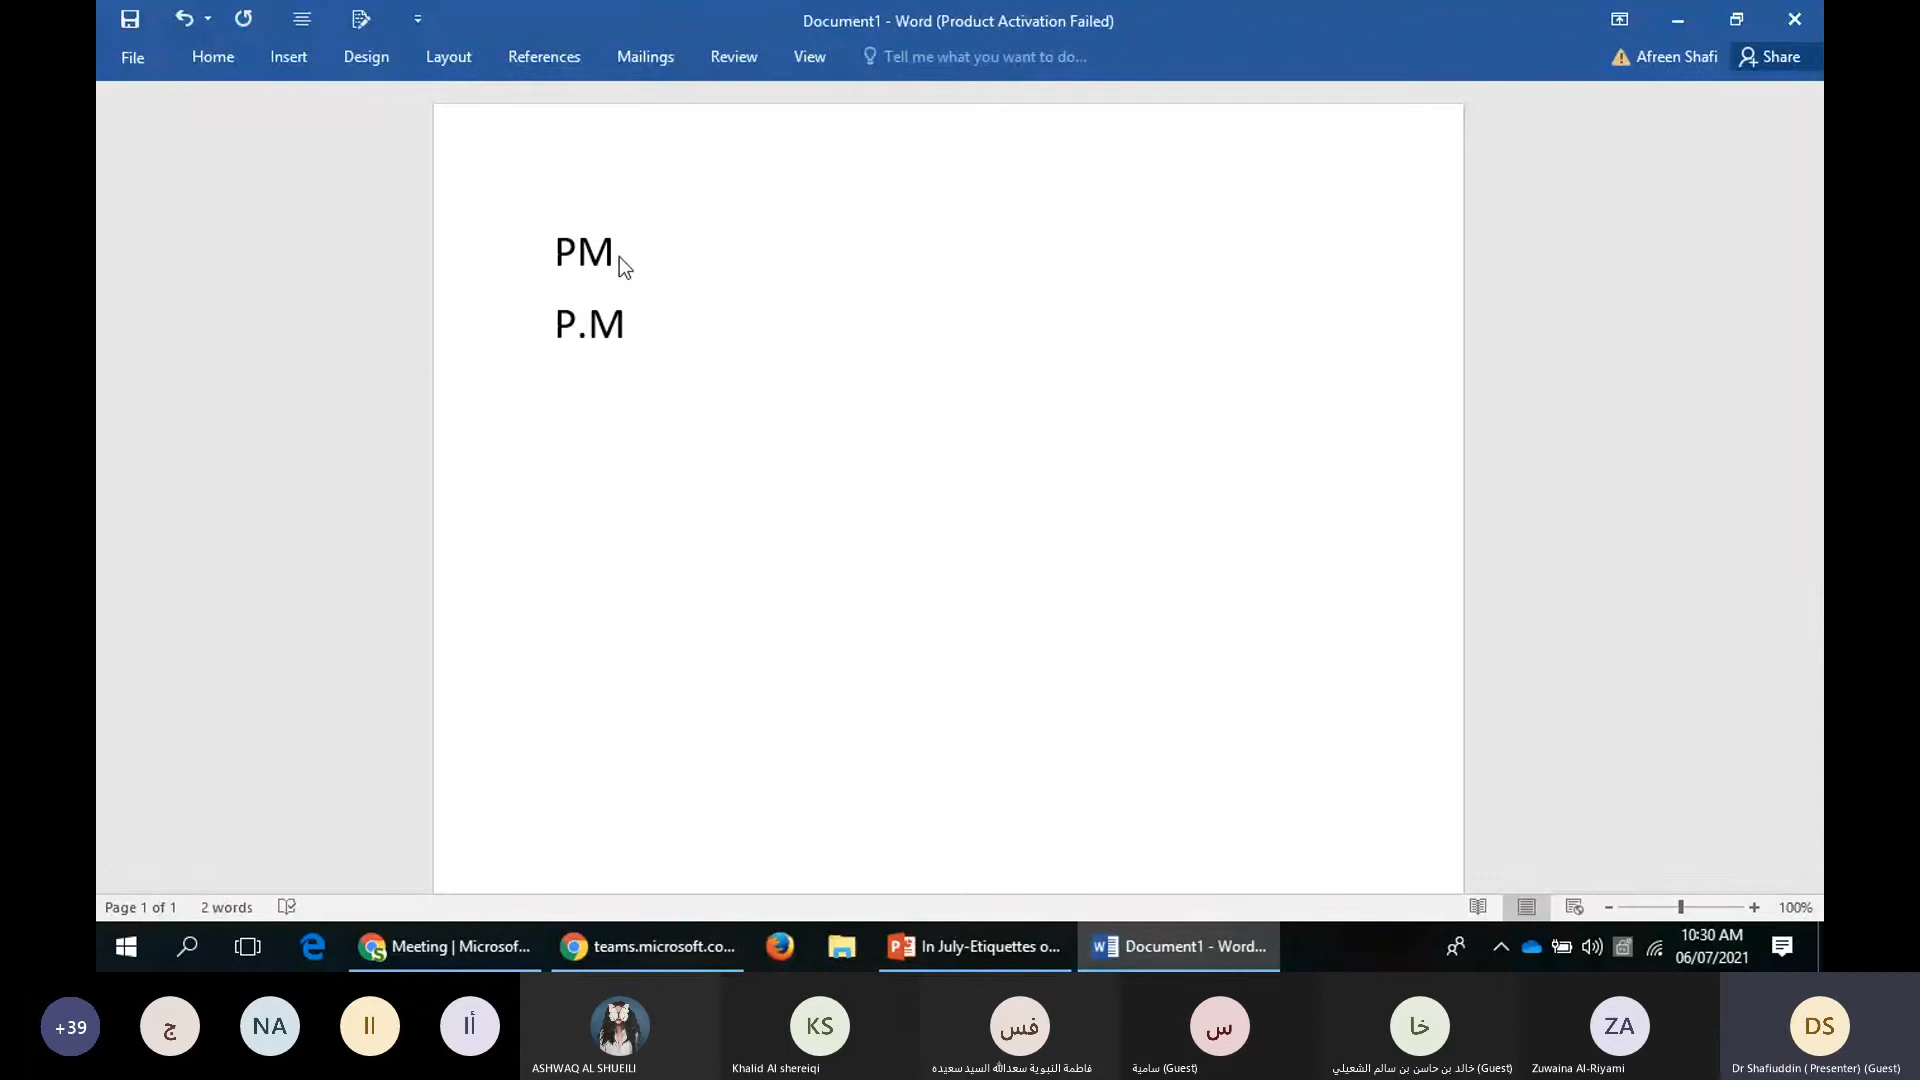 Document1 - Word (Product Activation Failed)
File Home Insert Design Layout References Mailings Review View Tell me what you want to do... Afreen Shafi Share
PM
P.M
Page 1 of 1 2 words 100%
Meeting | Microsof... teams.microsoft.co... In July-Etiquettes o... Document1 - Word...
10:30 AM
06/07/2021
+39 ج NA II أأ KS فس س خا ZA DS
ASHWAQ AL SHUEILI Khalid Al shereiqi فاطمة النبوية سعدالله السيد سعيده سامية (Guest) خالد بن حاسن بن سالم الشعيلي (Guest) Zuwaina Al-Riyami Dr Shafiuddin ( Presenter) (Guest)